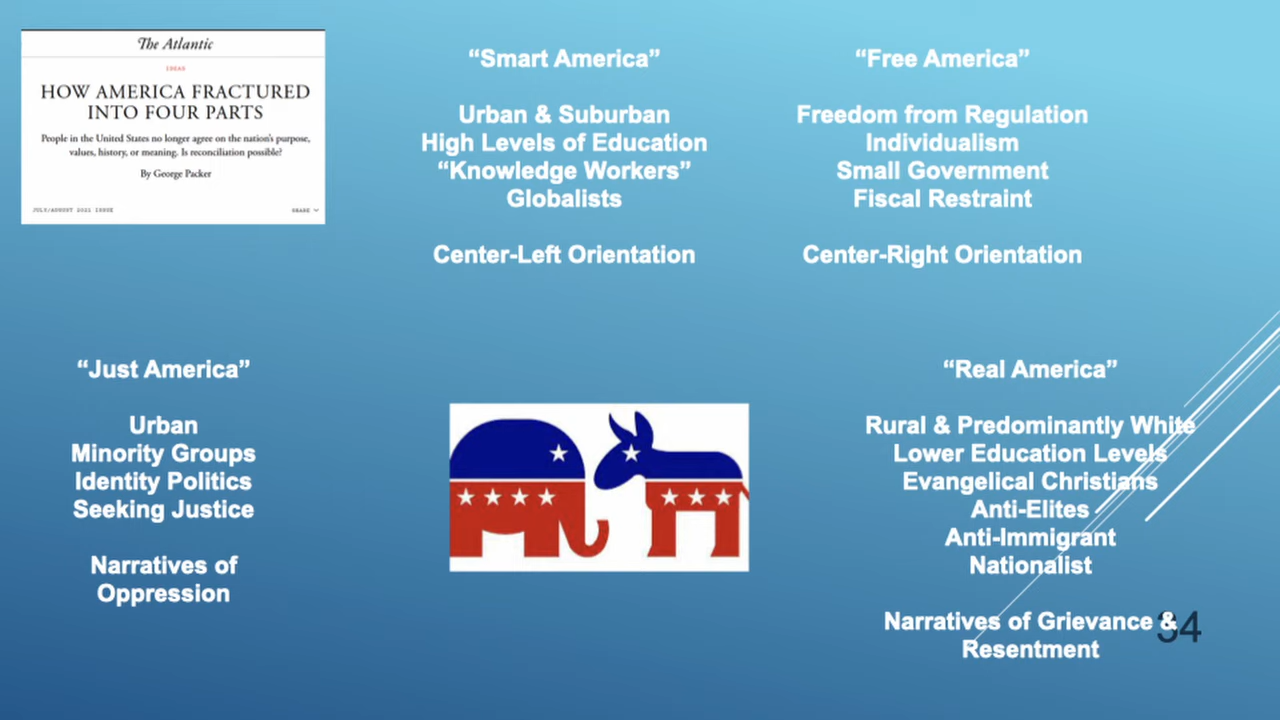 The Atlantic
IDEAS
HOW AMERICA FRACTURED
INTO FOUR PARTS
People in the United States no longer agree on the nation's purpose,
values, history, or meaning. Is reconciliation possible?
By George Packer
JULY/AUGUST 2021 ISSUE
SHARE
“Smart America”
Urban & Suburban
High Levels of Education
“Knowledge Workers”
Globalists
Center-Left Orientation
“Free America”
Freedom from Regulation
Individualism
Small Government
Fiscal Restraint
Center-Right Orientation
“Just America”
Urban
Minority Groups
Identity Politics
Seeking Justice
Narratives of
Oppression
“Real America”
Rural & Predominantly White
Lower Education Levels
Evangelical Christians
Anti-Elites
Anti-Immigrant
Nationalist
Narratives of Grievance &
Resentment
34